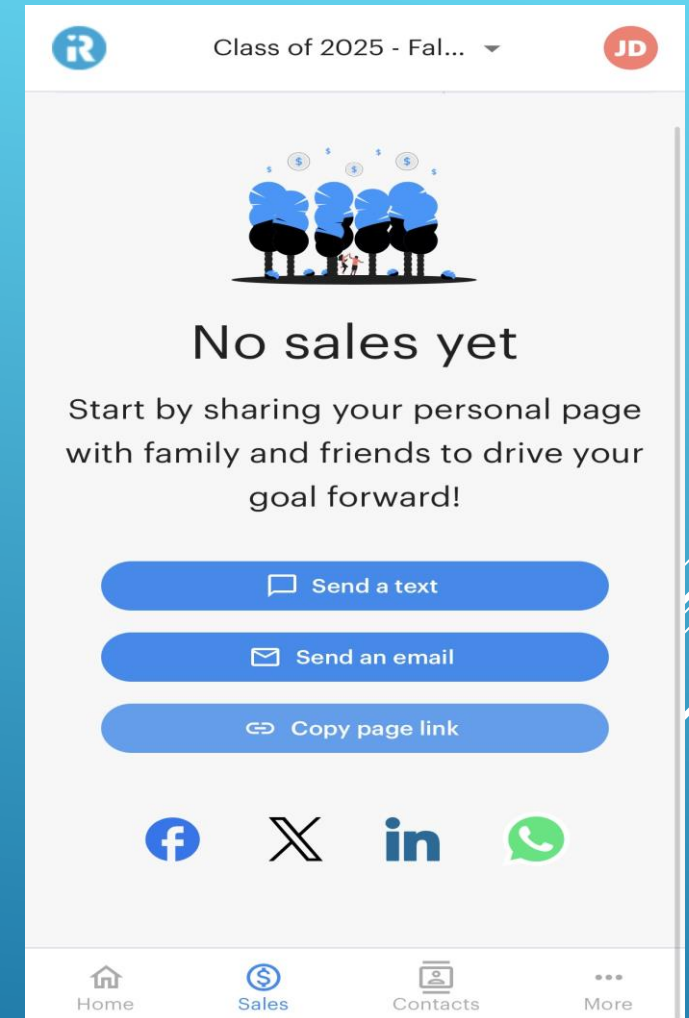 iR
Class of 2025 - Fal...
JD
No sales yet
Start by sharing your personal page
with family and friends to drive your
goal forward!
Send a text
Send an email
Copy page link
Home
Sales
Contacts
More